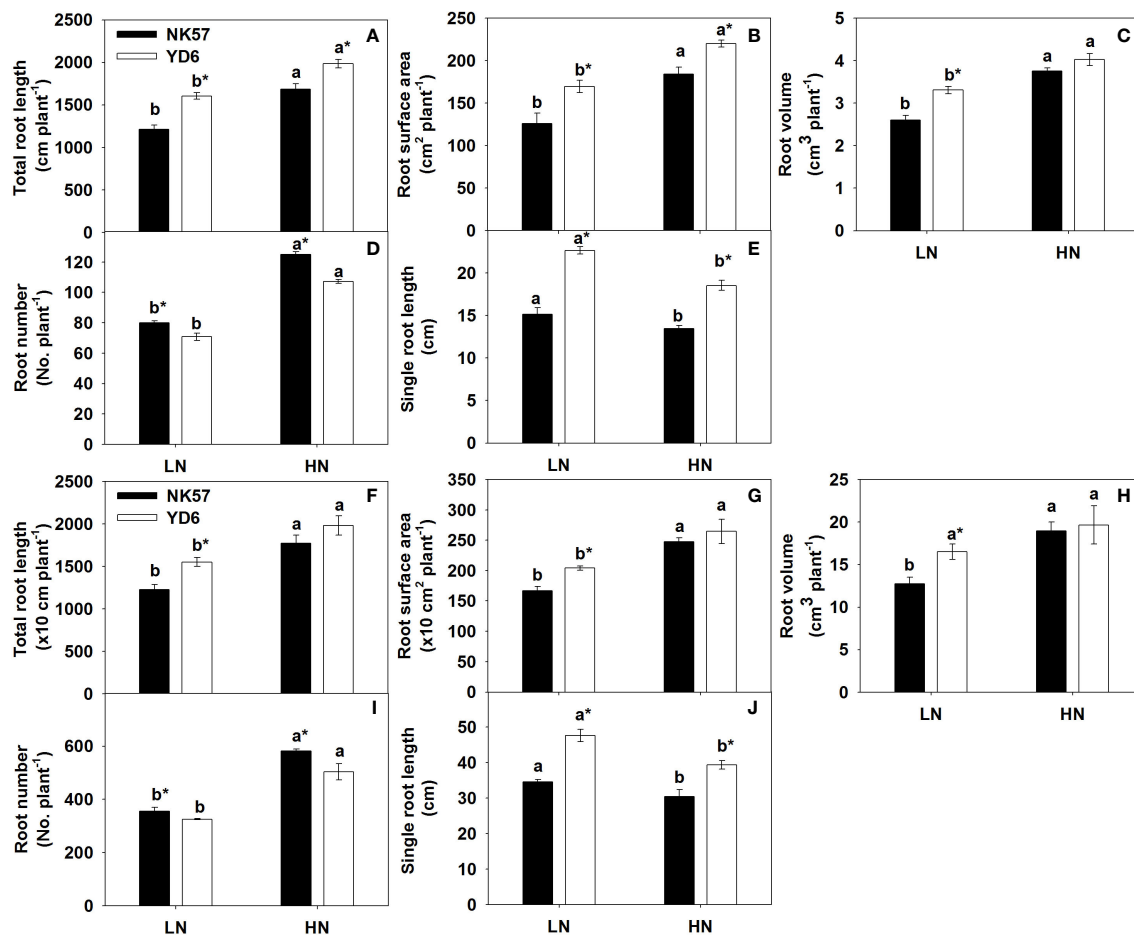 Total root length
(cm plant-1)
2500
2000
1500
1000
500
0
NK57
YD6
A
b
b*
a
a*
Root surface area
(cm2 plant-1)
250
200
150
100
50
0
B
b
b*
a
a
Root volume
(cm3 plant-1)
5
4
3
2
1
0
C
b
b*
a
a
LN
HN
Root number
(No. plant-1)
120
100
80
60
40
20
0
D
b*
b
a*
a
LN
HN
Single root length
(cm)
20
15
10
5
0
E
a
a*
b
b*
LN
HN
Total root length
(x10 cm plant-1)
2500
2000
1500
1000
500
0
NK57
YD6
F
b
b*
a
a
Root surface area
(x10 cm2 plant-1)
350
300
250
200
150
100
50
0
G
b
b*
a
a
Root volume
(cm3 plant-1)
25
20
15
10
5
0
H
b
a*
a
a
LN
HN
Root number
(No. plant-1)
600
400
200
0
I
b*
b
a*
a
LN
HN
Single root length
(cm)
50
40
30
20
10
0
J
a
a*
b
b*
LN
HN